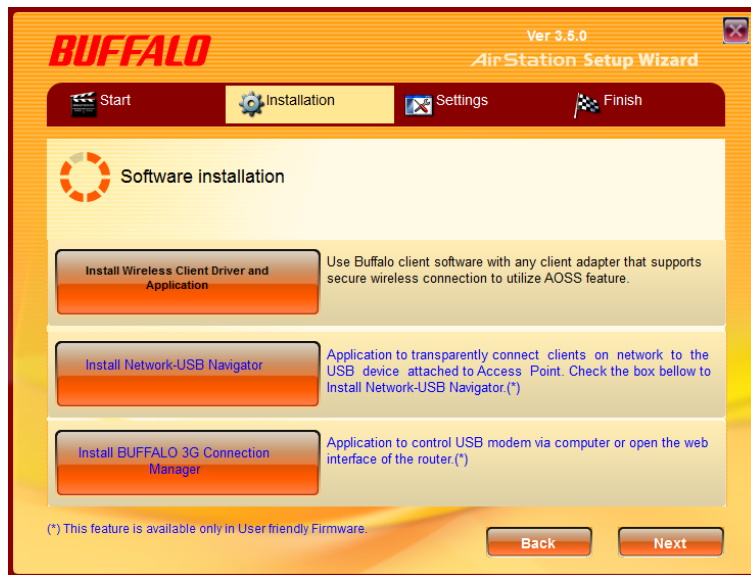 BUFFALO
Ver 3.5.0
AirStation Setup Wizard
Start
Installation
Settings
Finish
Software installation
Install Wireless Client Driver and
Application
Use Buffalo client software with any client adapter that supports
secure wireless connection to utilize AOSS feature.
Install Network-USB Navigator
Application to transparently connect clients on network to the
USB device attached to Access Point. Check the box bellow to
Install Network-USB Navigator.(*)
Install BUFFALO 3G Connection
Manager
Application to control USB modem via computer or open the web
interface of the router.(*)
(*) This feature is available only in User friendly Firmware.
Back
Next